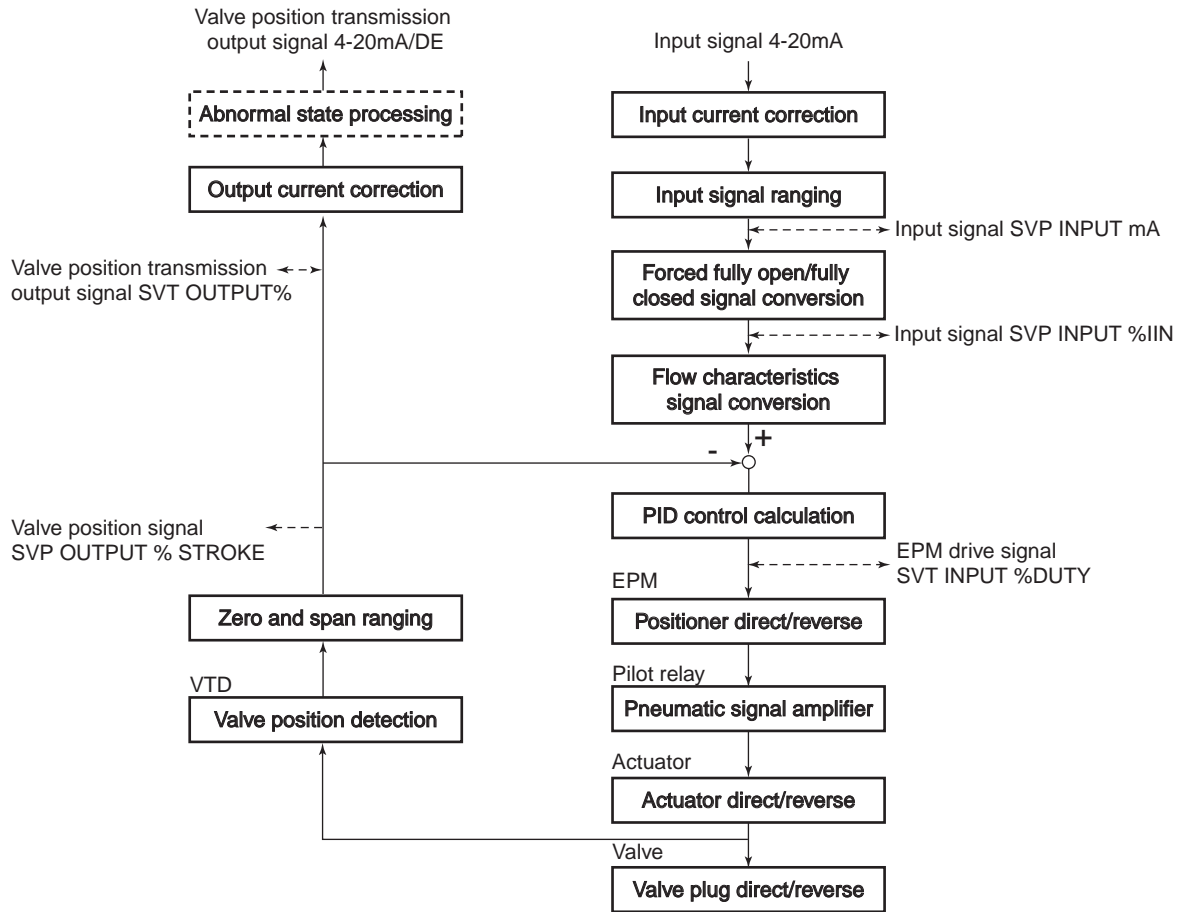 Valve position transmission
output signal 4-20mA/DE
Abnormal state processing
Output current correction
Valve position transmission
output signal SVT OUTPUT%
Valve position signal
SVP OUTPUT % STROKE
Zero and span ranging
VTD
Valve position detection
Input signal 4-20mA
Input current correction
Input signal ranging
Input signal SVP INPUT mA
Forced fully open/fully
closed signal conversion
Input signal SVP INPUT %IIN
Flow characteristics
signal conversion
- +
PID control calculation
EPM drive signal
SVT INPUT %DUTY
EPM
Positioner direct/reverse
Pilot relay
Pneumatic signal amplifier
Actuator
Actuator direct/reverse
Valve
Valve plug direct/reverse